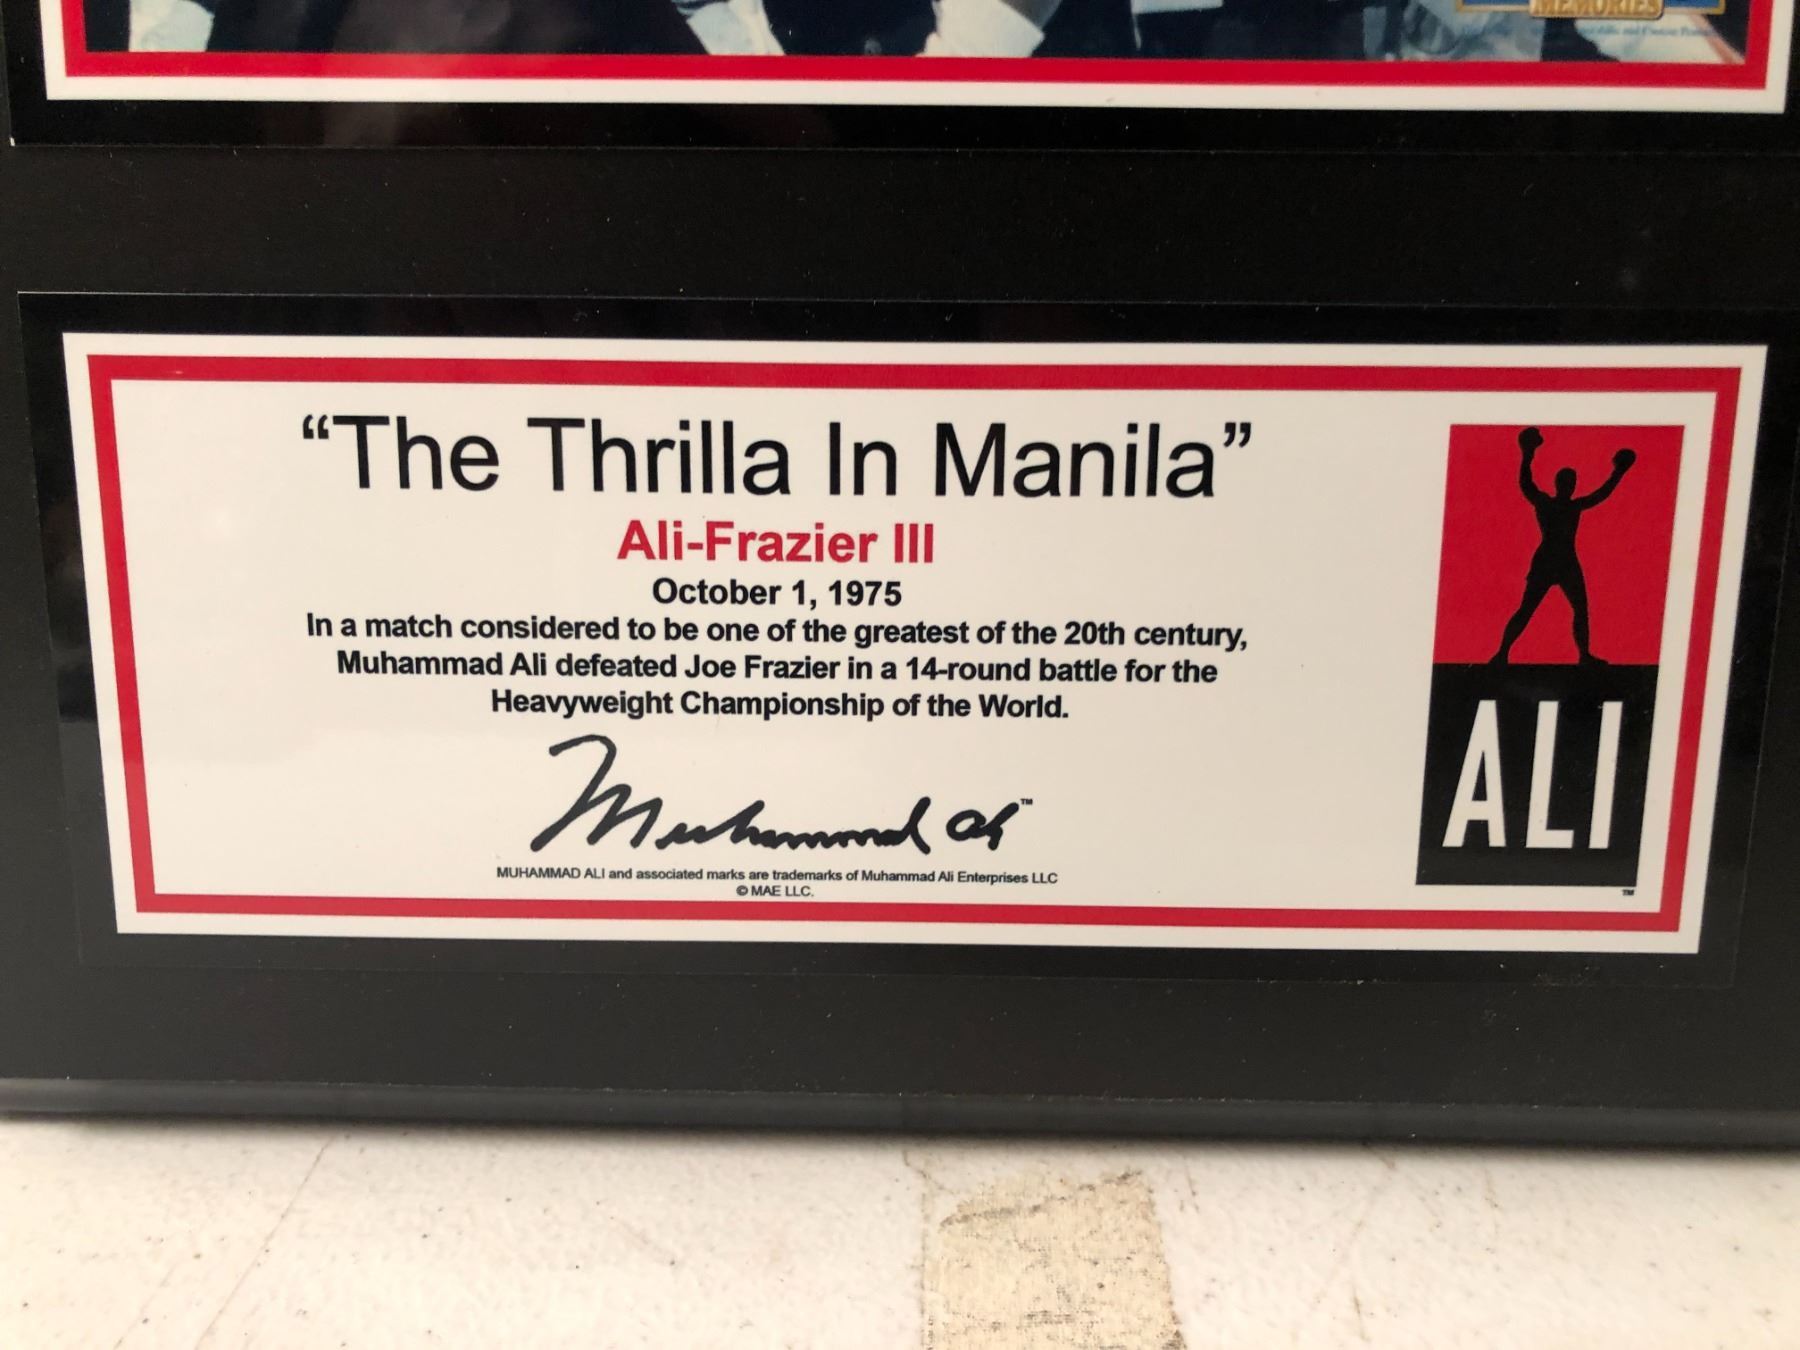 MEMORIES
“The Thrilla In Manila”
Ali-Frazier III
October 1, 1975
In a match considered to be one of the greatest of the 20th century,
Muhammad Ali defeated Joe Frazier in a 14-round battle for the
Heavyweight Championship of the World.
Muhammad Ali™
MUHAMMAD ALI and associated marks are trademarks of Muhammad Ali Enterprises LLC
© MAE LLC.
ALI
™